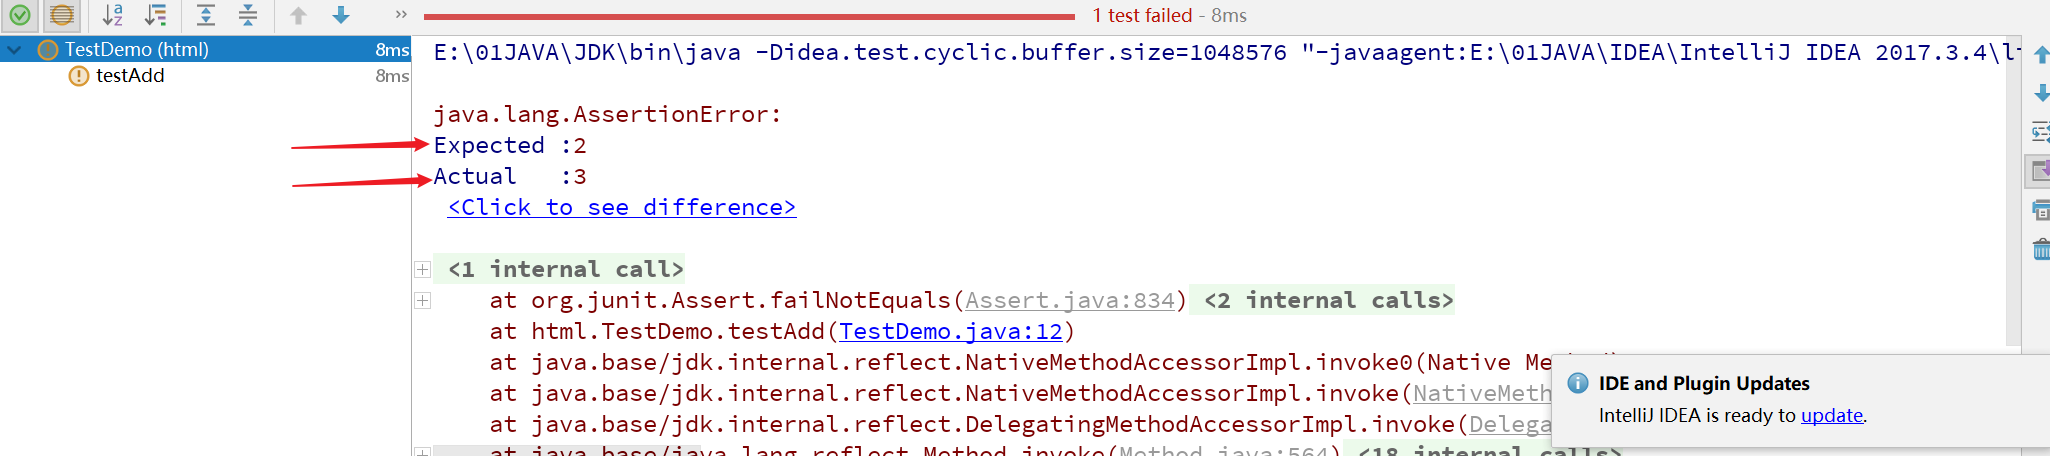 1 test failed - 8ms
TestDemo (html) 8ms
testAdd 8ms
E:\01JAVA\JDK\bin\java -Didea.test.cyclic.buffer.size=1048576 "-javaagent:E:\01JAVA\IDEA\IntelliJ IDEA 2017.3.4\
java.lang.AssertionError:
Expected :2
Actual :3
<Click to see difference>
<1 internal call>
at org.junit.Assert.failNotEquals(Assert.java:834) <2 internal calls>
at html.TestDemo.testAdd(TestDemo.java:12)
at java.base/jdk.internal.reflect.NativeMethodAccessorImpl.invoke0(Native
at java.base/jdk.internal.reflect.NativeMethodAccessorImpl.invoke(NativeMeth
at java.base/jdk.internal.reflect.DelegatingMethodAccessorImpl.invoke(Delega
at java.base/java.lang.reflect.Method.invoke(Method.java:564) <18 internal calls>
IDE and Plugin Updates
IntelliJ IDEA is ready to update.